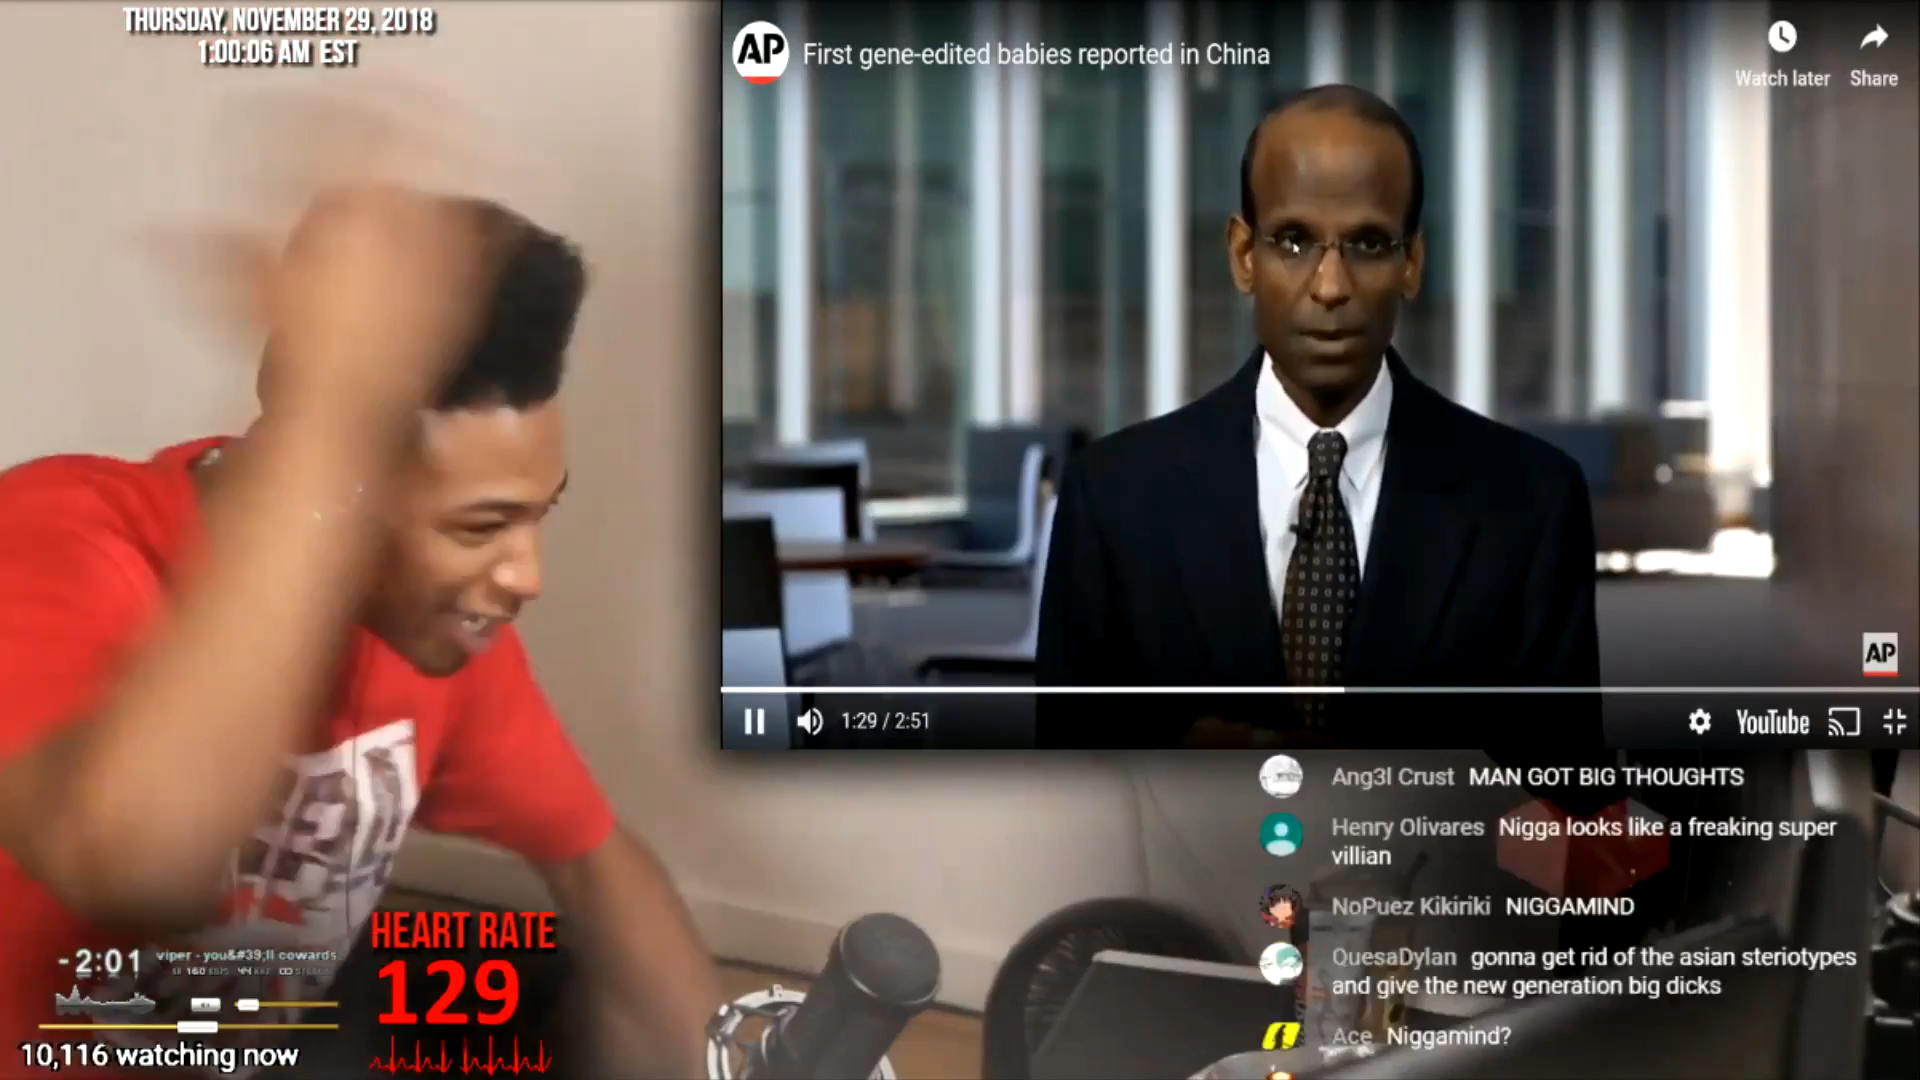 THURSDAY, NOVEMBER 29, 2018
1:00:06 AM EST
AP
First gene-edited babies reported in China
Watch later
Share
AP
1:29 / 2:51
YouTube
Ang3l Crust MAN GOT BIG THOUGHTS
Henry Olivares Nigga looks like a freaking super
villian
NoPuez Kikiriki NIGGAMIND
QuesaDylan gonna get rid of the asian steriotypes
and give the new generation big dicks
Ace Niggamind?
HEART RATE
129
-2:01
viper - you&#39;ll cowards
160
10,116 watching now